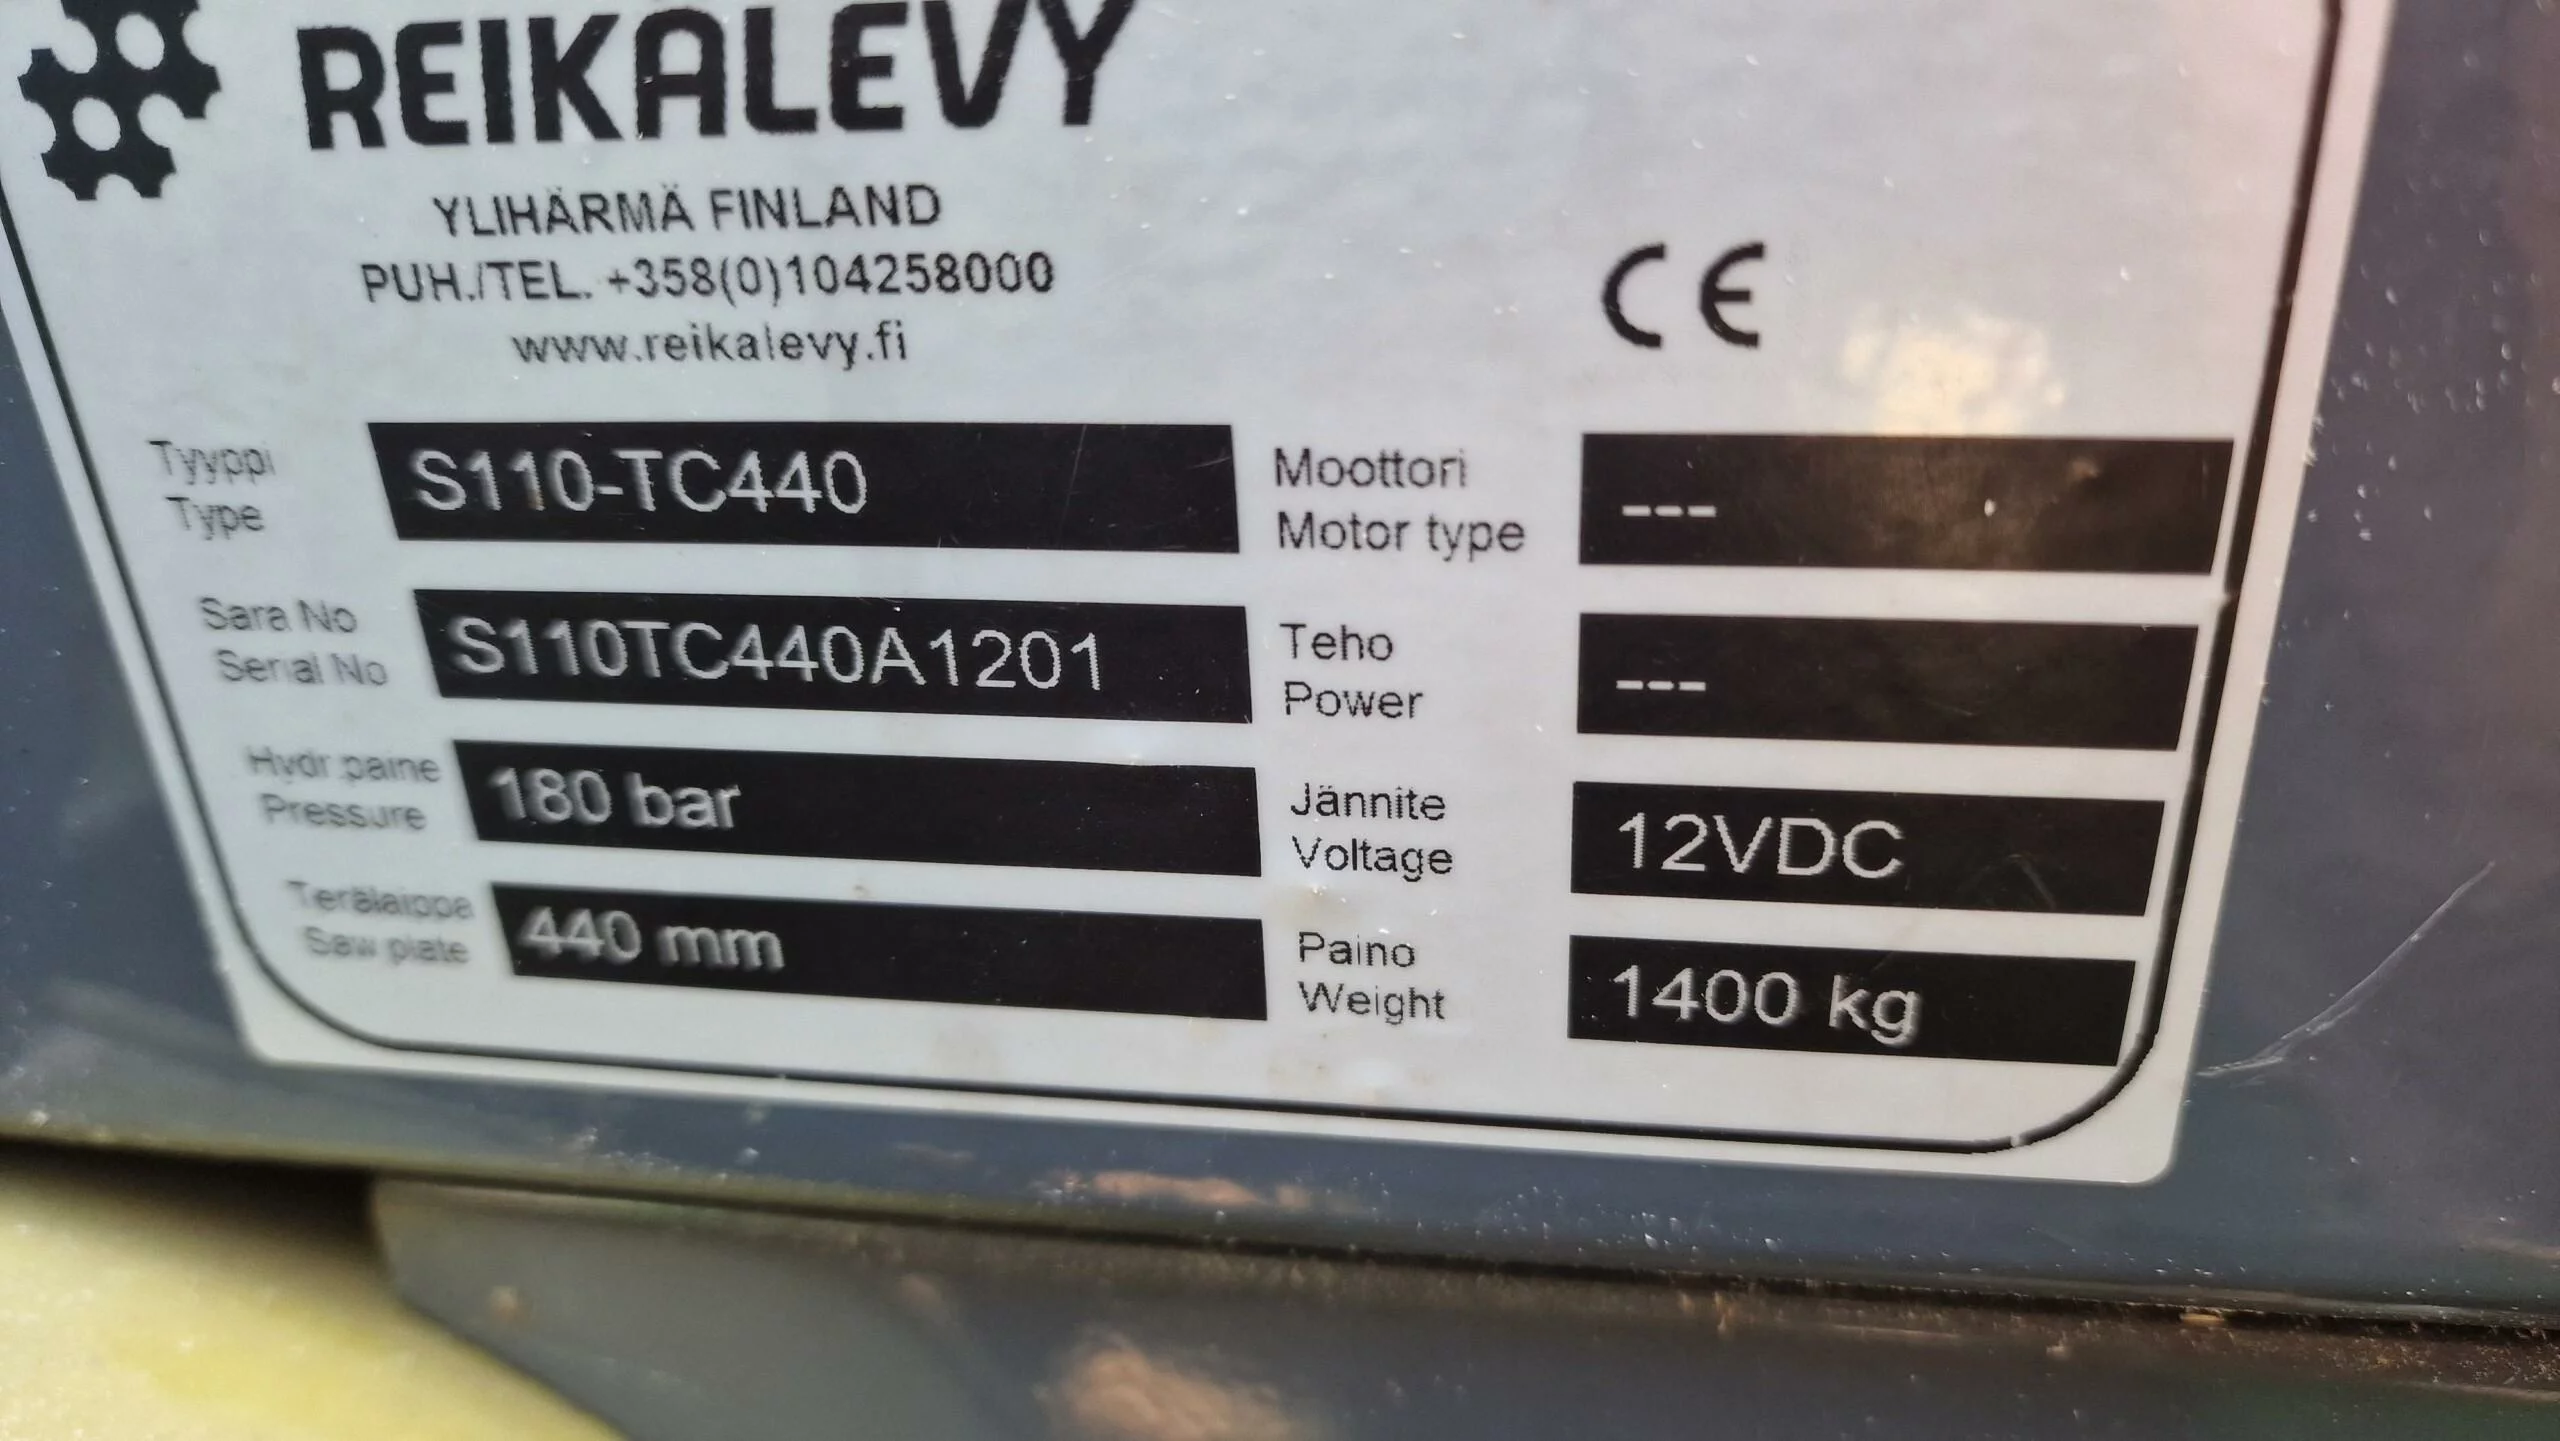 REIKALEVY
YLIHÄRMÄ FINLAND
PUH./TEL. +358(0)104258000
www.reikalevy.fi
CE
Tyyppi
Type
S110-TC440
Moottori
Motor type
---
Sara No
Serial No
S110TC440A1201
Teho
Power
---
Hydr.paine
Pressure
180 bar
Jännite
Voltage
12VDC
Terälaippa
Saw plate
440 mm
Paino
Weight
1400 kg